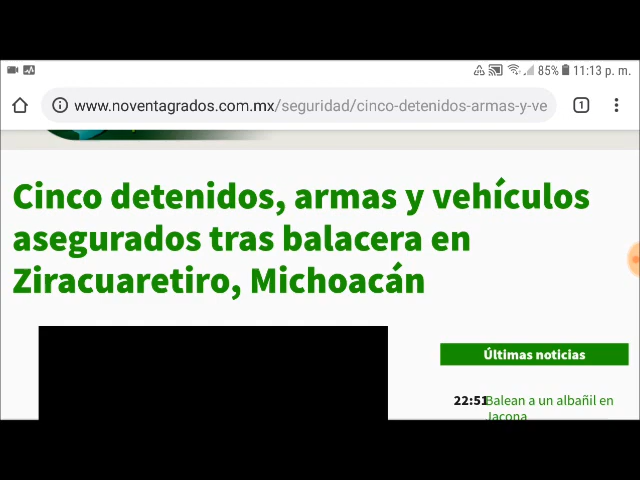 85% 11:13 p. m.
www.noventagrados.com.mx/seguridad/cinco-detenidos-armas-y-ve
1
Cinco detenidos, armas y vehículos
asegurados tras balacera en
Ziracuaretiro, Michoacán
Últimas noticias
22:51 Balean a un albañil en
Jacona